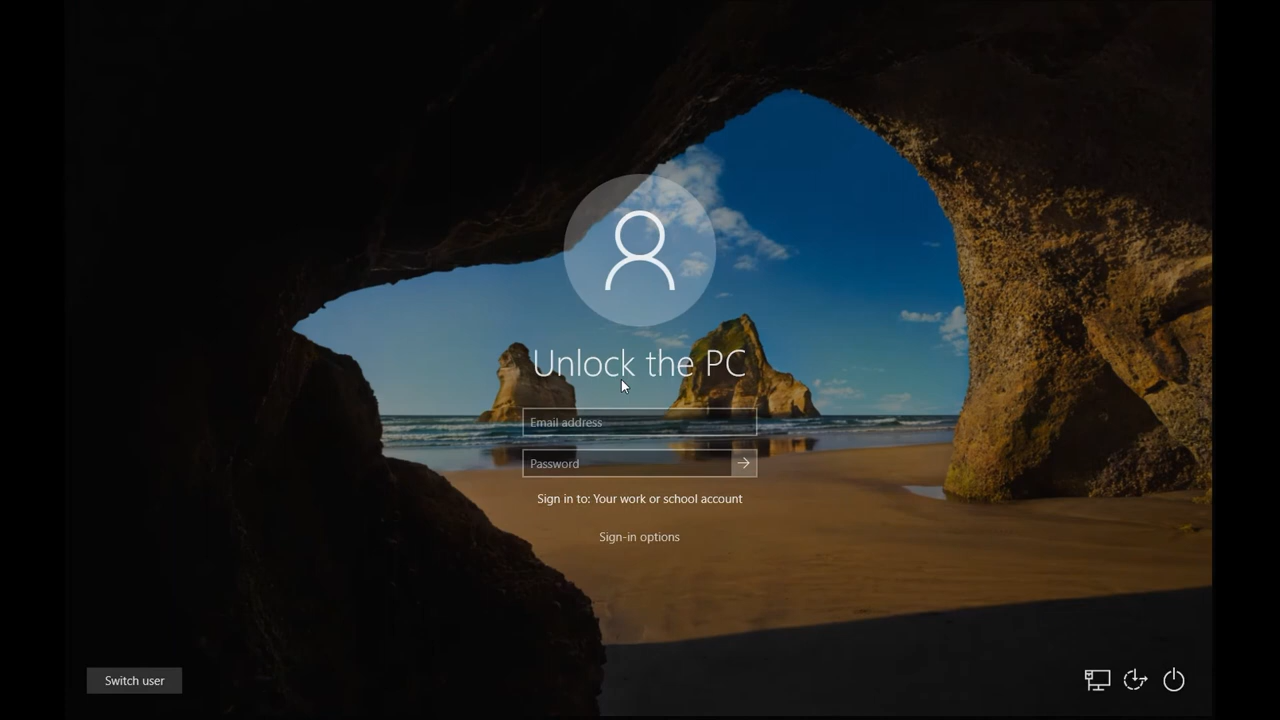 Unlock the PC
Email address
Password
Sign in to: Your work or school account
Sign-in options
Switch user